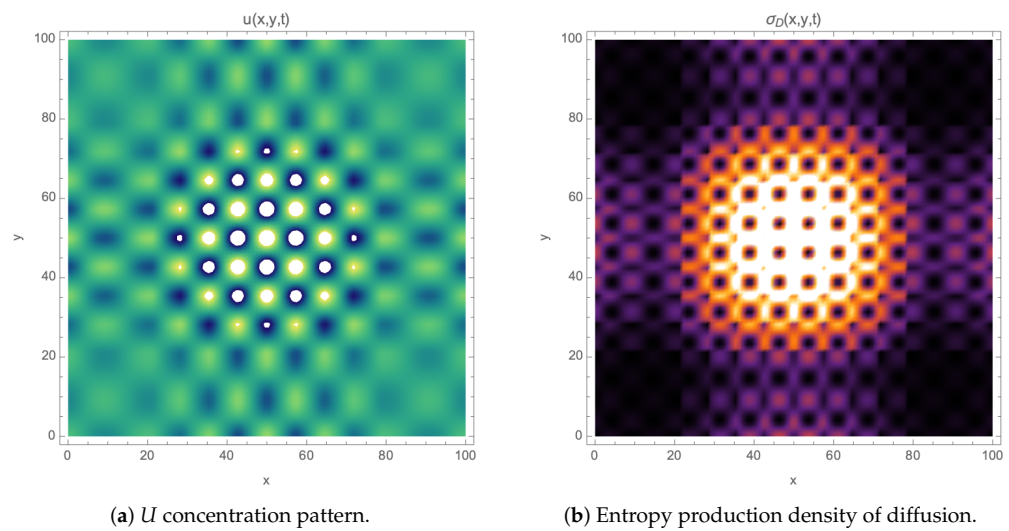 u(x,y,t)
100
80
60
40
20
0
y
0 20 40 60 80 100
x
(a) U concentration pattern.
σD(x,y,t)
100
80
60
40
20
0
y
0 20 40 60 80 100
x
(b) Entropy production density of diffusion.